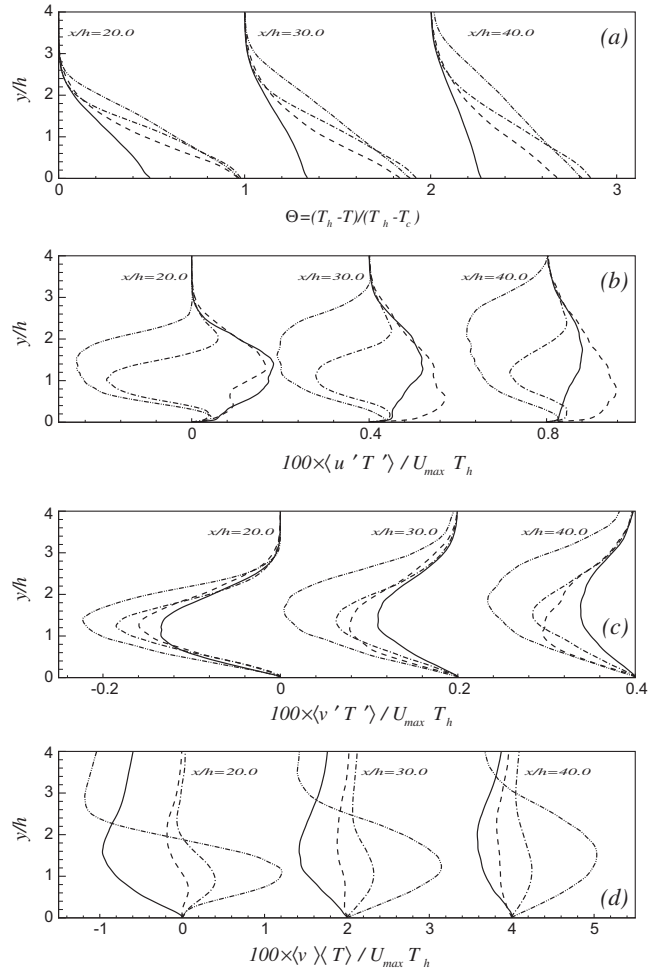 4
3
2
1
0
y/h
x/h=20.0 x/h=30.0 x/h=40.0 (a)
0 1 2 3
Θ=(T_h -T)/(T_h -T_c)
4
3
2
1
0
y/h
x/h=20.0 x/h=30.0 x/h=40.0 (b)
0 0.4 0.8
100×⟨u ′ T ′⟩ / U_max T_h
4
3
2
1
0
y/h
x/h=20.0 x/h=30.0 x/h=40.0 (c)
-0.2 0 0.2 0.4
100×⟨v ′ T ′⟩ / U_max T_h
4
3
2
1
0
y/h
x/h=20.0 x/h=30.0 x/h=40.0 (d)
-1 0 1 2 3 4 5
100×⟨v ⟩⟨ T⟩ / U_max T_h